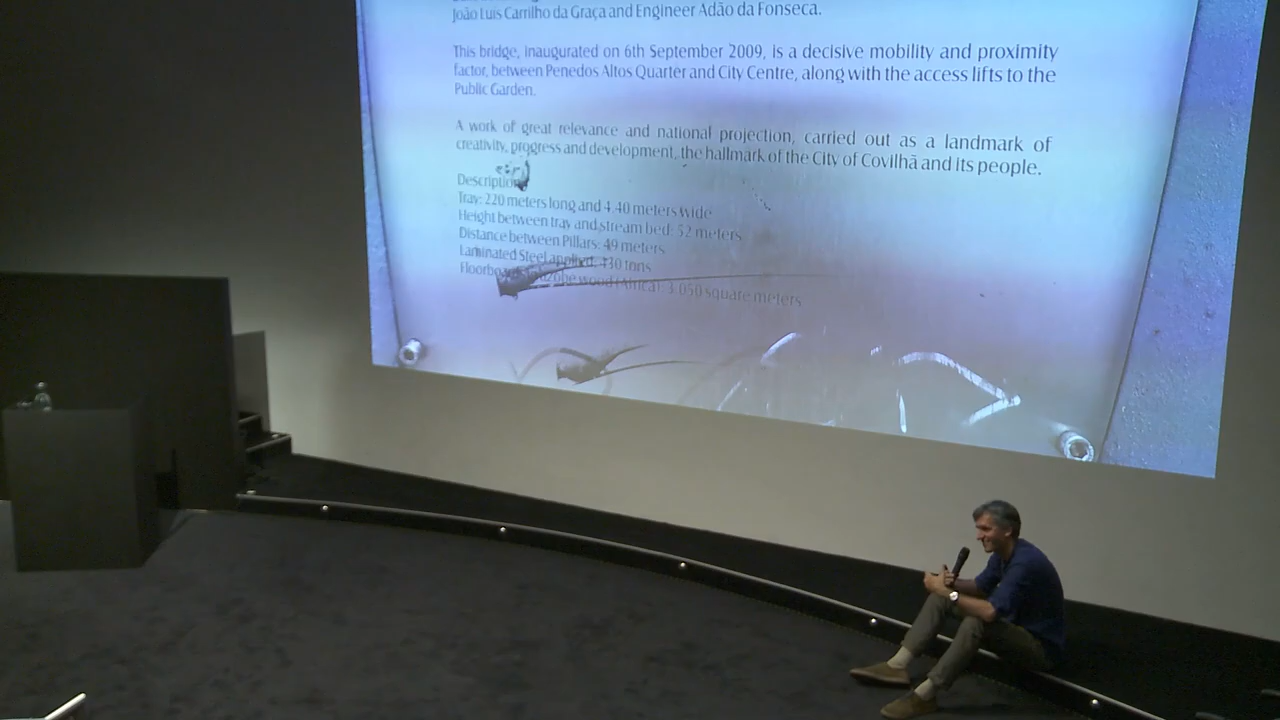 João Luis Carrilho da Graça and Engineer Adão da Fonseca.
This bridge, inaugurated on 6th September 2009, is a decisive mobility and proximity
factor, between Penedos Altos Quarter and City Centre, along with the access lifts to the
Public Garden.
A work of great relevance and national projection, carried out as a landmark of
creativity, progress and development, the hallmark of the City of Covilhã and its people.
Description
Tray: 220 meters long and 4.40 meters wide
Height between tray and stream bed: 52 meters
Distance between Pillars: 49 meters
Laminated Steel applied: 430 tons
wood (Africa): 3.050 square meters